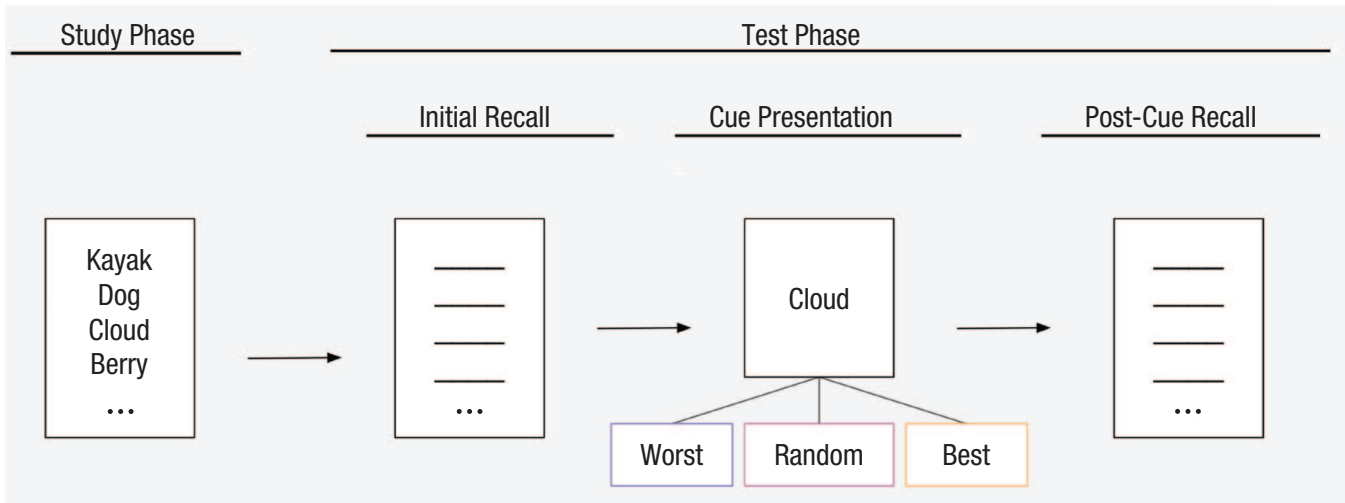 Study Phase
Test Phase
Initial Recall
Cue Presentation
Post-Cue Recall
Kayak
Dog
Cloud
Berry
...
...
Cloud
Worst
Random
Best
...